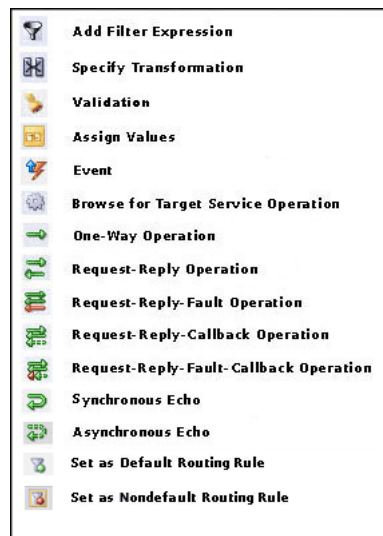 Add Filter Expression
Specify Transformation
Validation
Assign Values
Event
Browse for Target Service Operation
One-Way Operation
Request-Reply Operation
Request-Reply-Fault Operation
Request-Reply-Callback Operation
Request-Reply-Fault-Callback Operation
Synchronous Echo
Asynchronous Echo
Set as Default Routing Rule
Set as Nondefault Routing Rule